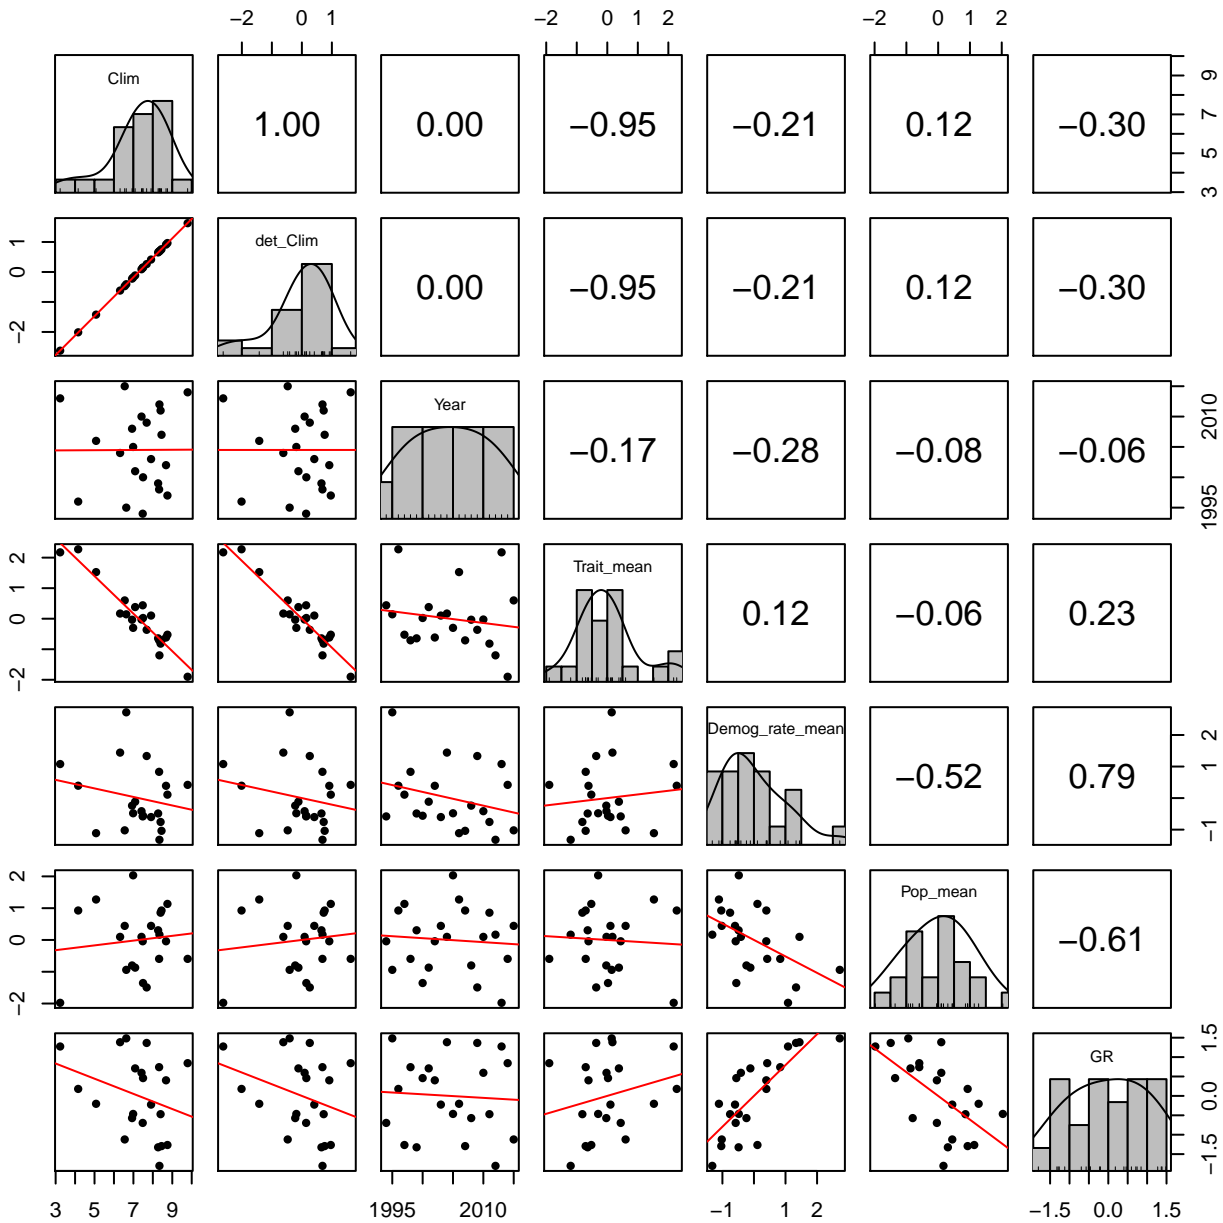 −2 0 1 −2 0 1 2 −2 0 1 2
Clim 1.00 0.00 −0.95 −0.21 0.12 −0.30 3 5 7 9
−2 0 1 det_Clim 0.00 −0.95 −0.21 0.12 −0.30
Year −0.17 −0.28 −0.08 −0.06 1995 2010
−2 0 1 2 Trait_mean 0.12 −0.06 0.23
Demog_rate_mean −0.52 0.79 −1 1 2
−2 0 1 2 Pop_mean −0.61
GR −1.5 0.0 1.5
3 5 7 9 1995 2010 −1 1 2 −1.5 0.0 1.5